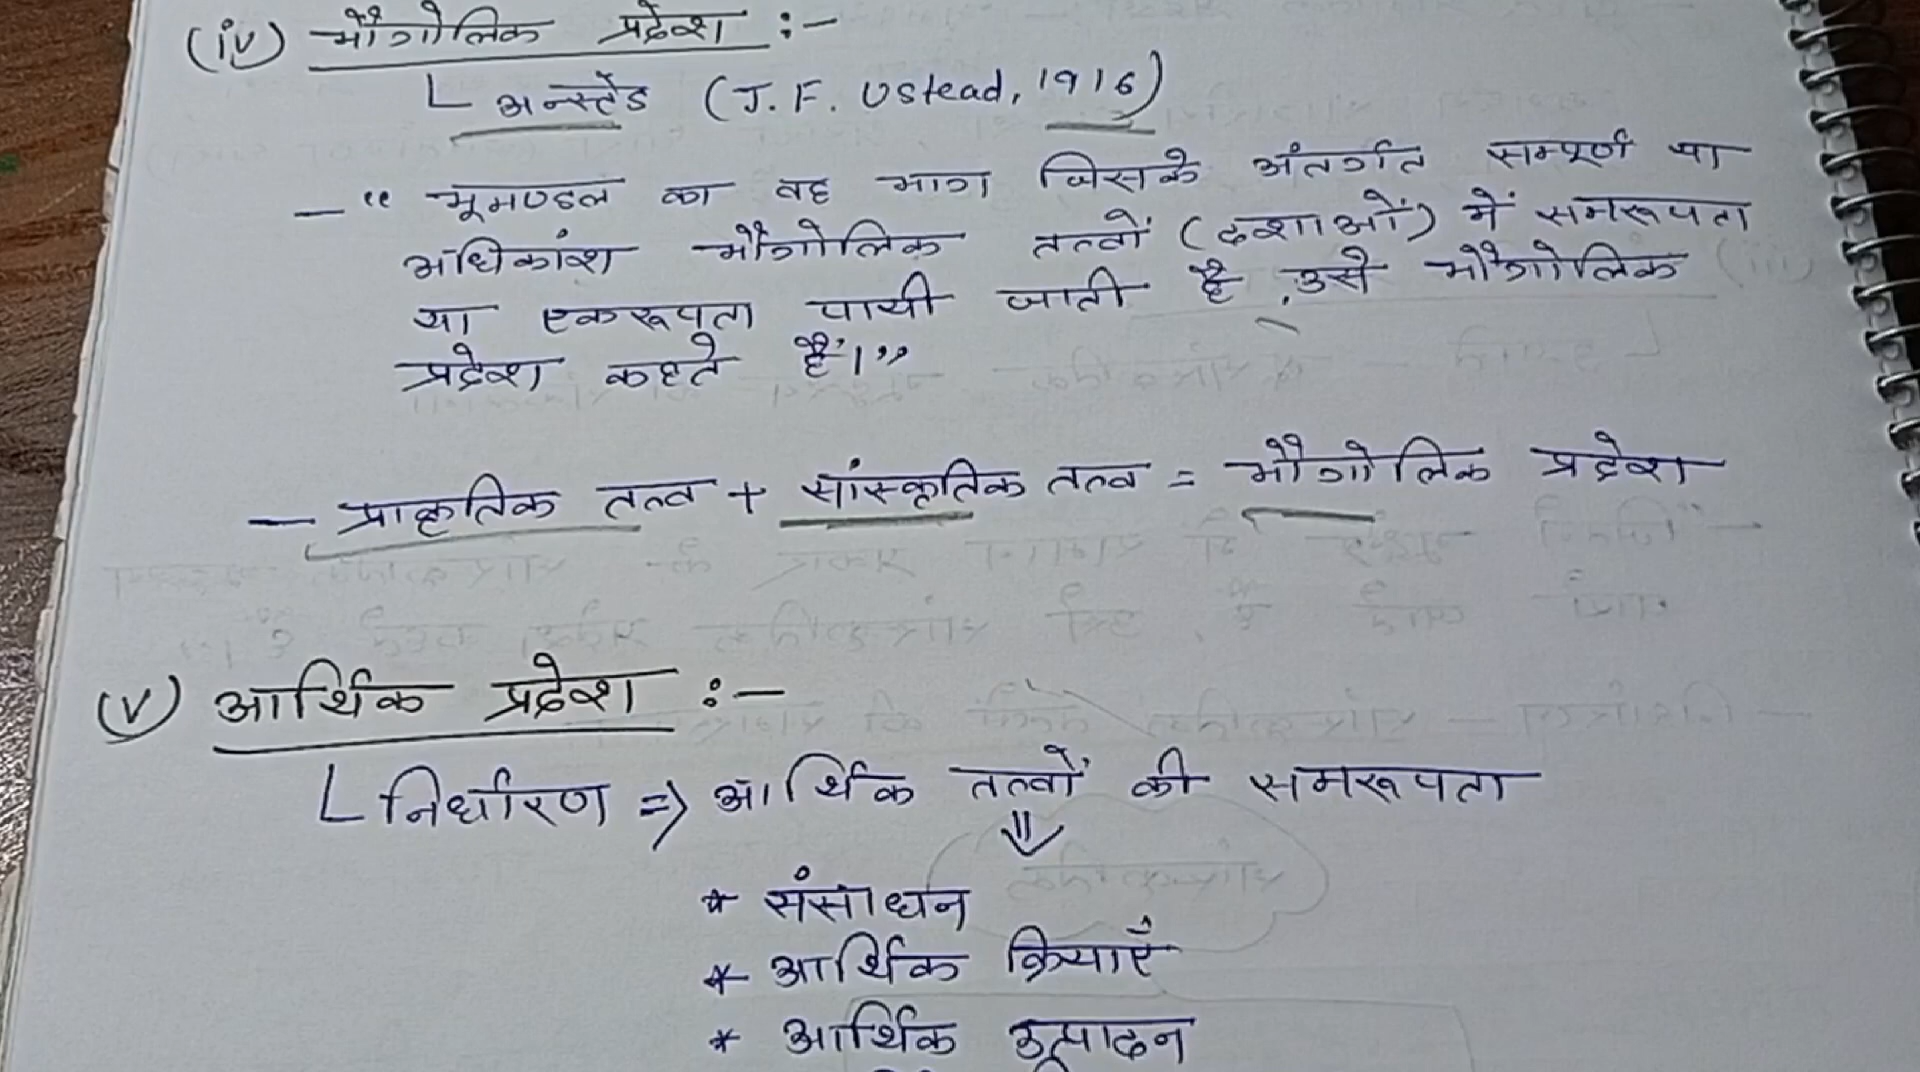 (iv) भौगोलिक प्रदेश :-
└ अन्स्टेड (J. F. Ustead, 1916)
- “ भूमण्डल का वह भाग जिसके अंतर्गत सम्पूर्ण या
अधिकांश भौगोलिक तत्वों (दशाओं) में समरूपता
या एकरूपता पायी जाती है, उसे भौगोलिक
प्रदेश कहते हैं।”
- प्राकृतिक तत्व + सांस्कृतिक तत्व = भौगोलिक प्रदेश
(v) आर्थिक प्रदेश :-
└ निर्धारण => आर्थिक तत्वों की समरूपता
⇓
* संसाधन
* आर्थिक क्रियाएँ
* आर्थिक उत्पादन